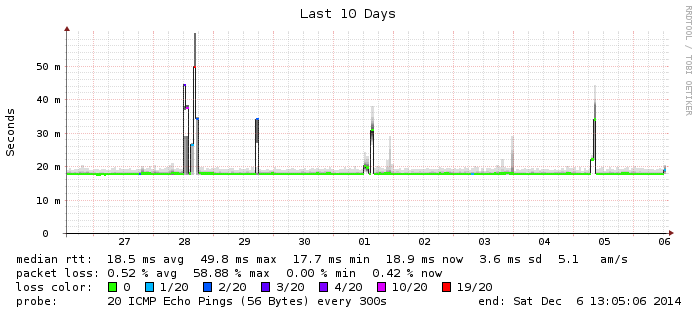 Last 10 Days
RRDTOOL / TOBI OETIKER
Seconds
50 m
40 m
30 m
20 m
10 m
0
27 28 29 30 01 02 03 04 05 06
median rtt: 18.5 ms avg 49.8 ms max 17.7 ms min 18.9 ms now 3.6 ms sd 5.1 am/s
packet loss: 0.52 % avg 58.88 % max 0.00 % min 0.42 % now
loss color: 0 1/20 2/20 3/20 4/20 10/20 19/20
probe: 20 ICMP Echo Pings (56 Bytes) every 300s end: Sat Dec 6 13:05:06 2014